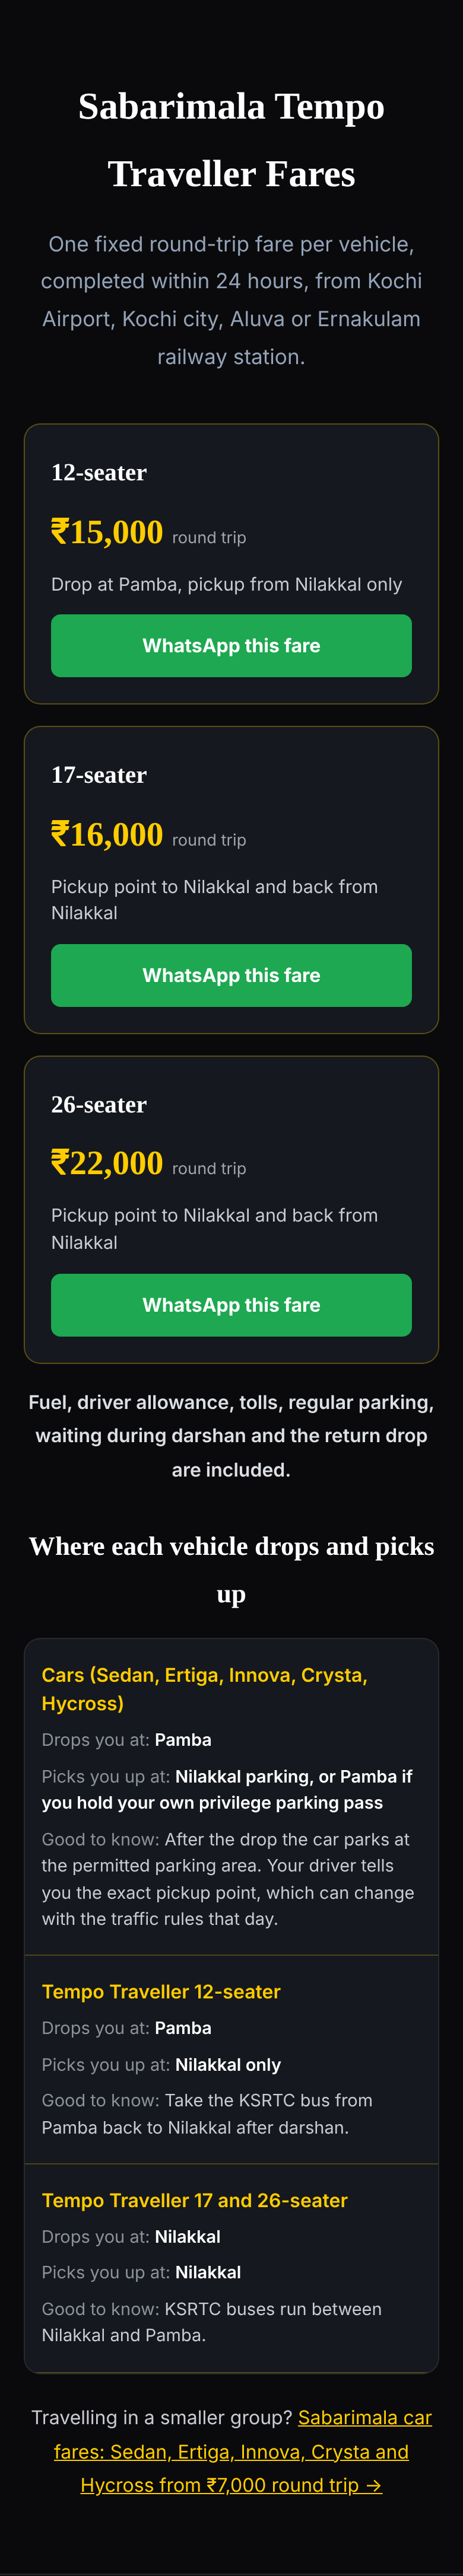 Sabarimala Tempo
Traveller Fares
One fixed round-trip fare per vehicle,
completed within 24 hours, from Kochi
Airport, Kochi city, Aluva or Ernakulam
railway station.
12-seater
₹15,000 round trip
Drop at Pamba, pickup from Nilakkal only
WhatsApp this fare
17-seater
₹16,000 round trip
Pickup point to Nilakkal and back from
Nilakkal
WhatsApp this fare
26-seater
₹22,000 round trip
Pickup point to Nilakkal and back from
Nilakkal
WhatsApp this fare
Fuel, driver allowance, tolls, regular parking,
waiting during darshan and the return drop
are included.
Where each vehicle drops and picks
up
Cars (Sedan, Ertiga, Innova, Crysta,
Hycross)
Drops you at: Pamba
Picks you up at: Nilakkal parking, or Pamba if
you hold your own privilege parking pass
Good to know: After the drop the car parks at
the permitted parking area. Your driver tells
you the exact pickup point, which can change
with the traffic rules that day.
Tempo Traveller 12-seater
Drops you at: Pamba
Picks you up at: Nilakkal only
Good to know: Take the KSRTC bus from
Pamba back to Nilakkal after darshan.
Tempo Traveller 17 and 26-seater
Drops you at: Nilakkal
Picks you up at: Nilakkal
Good to know: KSRTC buses run between
Nilakkal and Pamba.
Travelling in a smaller group? Sabarimala car
fares: Sedan, Ertiga, Innova, Crysta and
Hycross from ₹7,000 round trip →